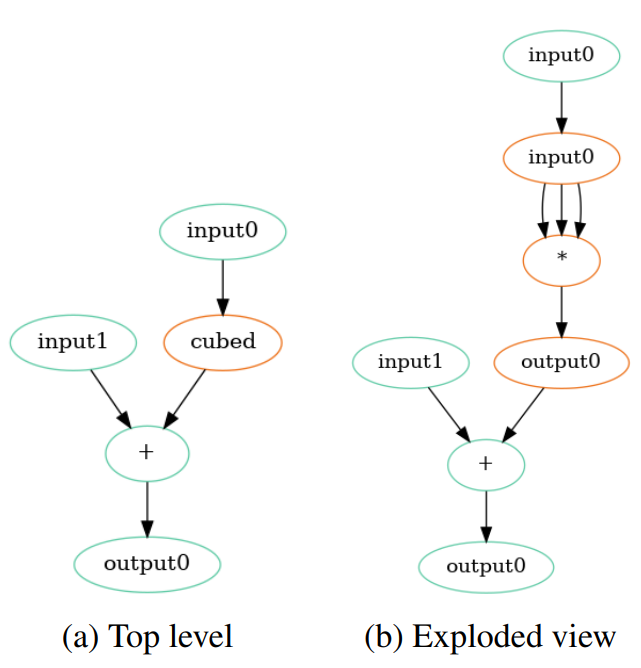 input0
input1
cubed
+
output0
(a) Top level
input0
input0
*
input1
output0
+
output0
(b) Exploded view